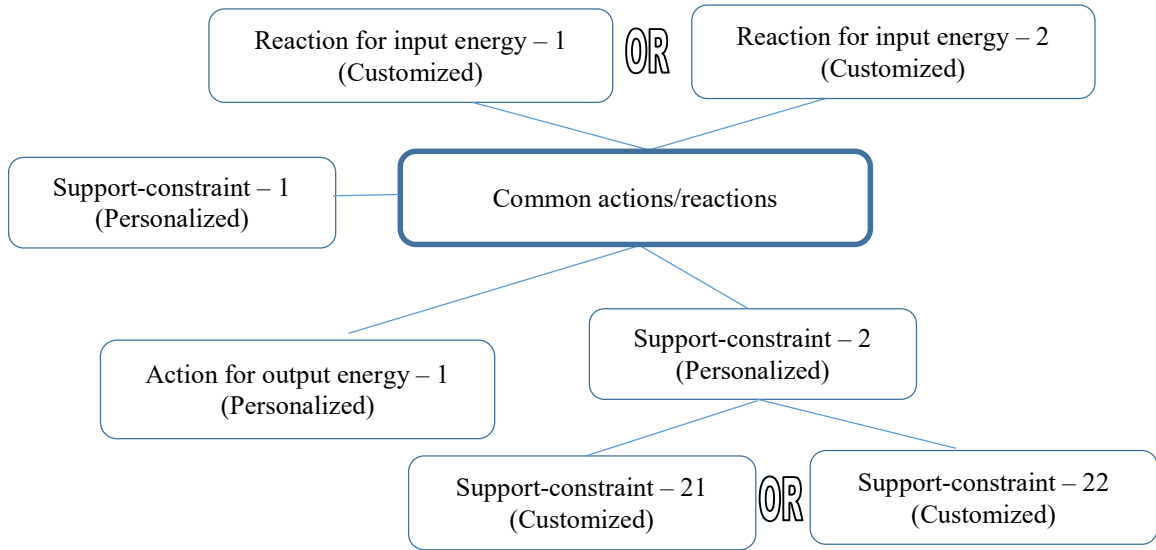 Reaction for input energy – 1
(Customized)
OR
Reaction for input energy – 2
(Customized)
Support-constraint – 1
(Personalized)
Common actions/reactions
Action for output energy – 1
(Personalized)
Support-constraint – 2
(Personalized)
Support-constraint – 21
(Customized)
OR
Support-constraint – 22
(Customized)